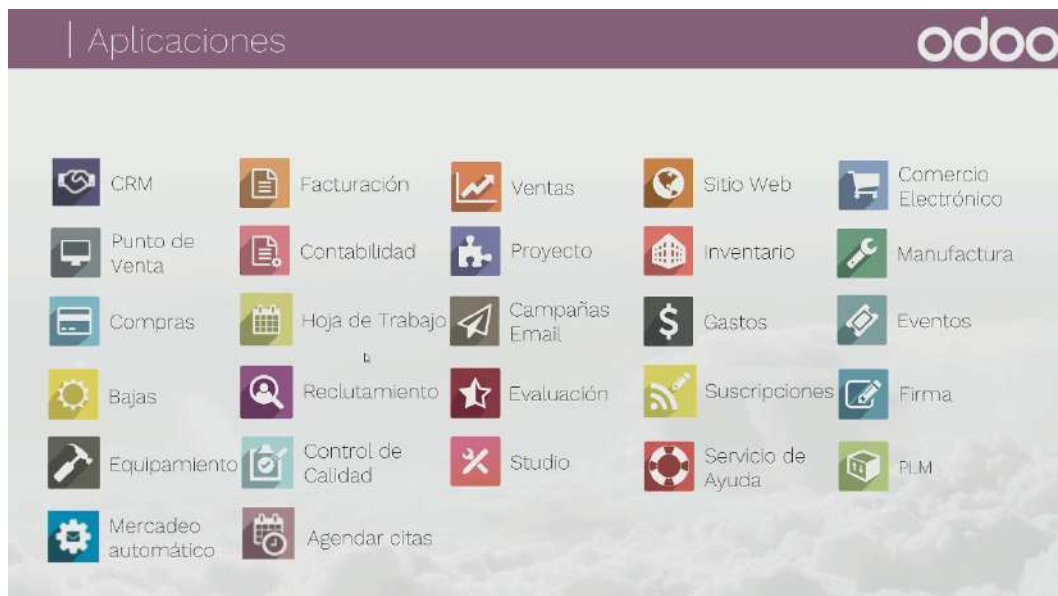 Aplicaciones
odoo
CRM
Facturación
Ventas
Sitio Web
Comercio
Electrónico
Punto de
Venta
Contabilidad
Proyecto
Inventario
Manufactura
Compras
Hoja de Trabajo
Campañas
Email
$
Gastos
Eventos
Bajas
Reclutamiento
Evaluación
Suscripciones
Firma
Equipamiento
Control de
Calidad
Studio
Servicio de
Ayuda
PLM
Mercadeo
automático
Agendar citas